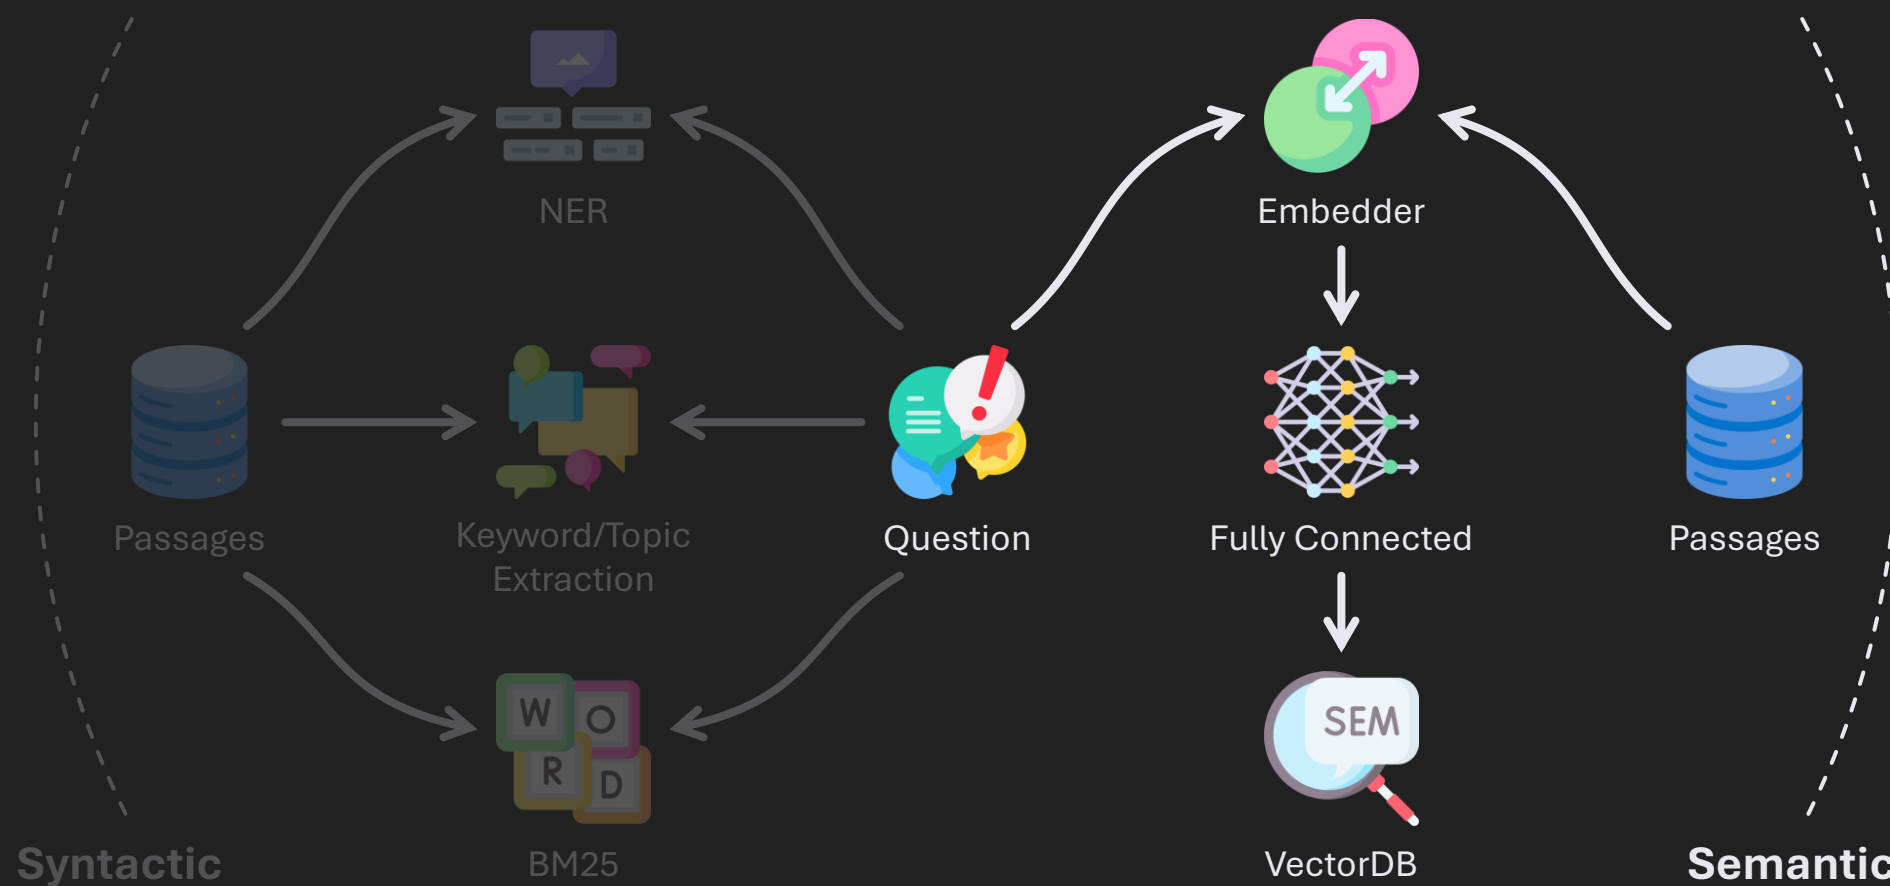 NER
Embedder
Passages
Keyword/Topic
Extraction
Question
Fully Connected
Passages
W
O
R
D
SEM
BM25
VectorDB
Syntactic
Semantic